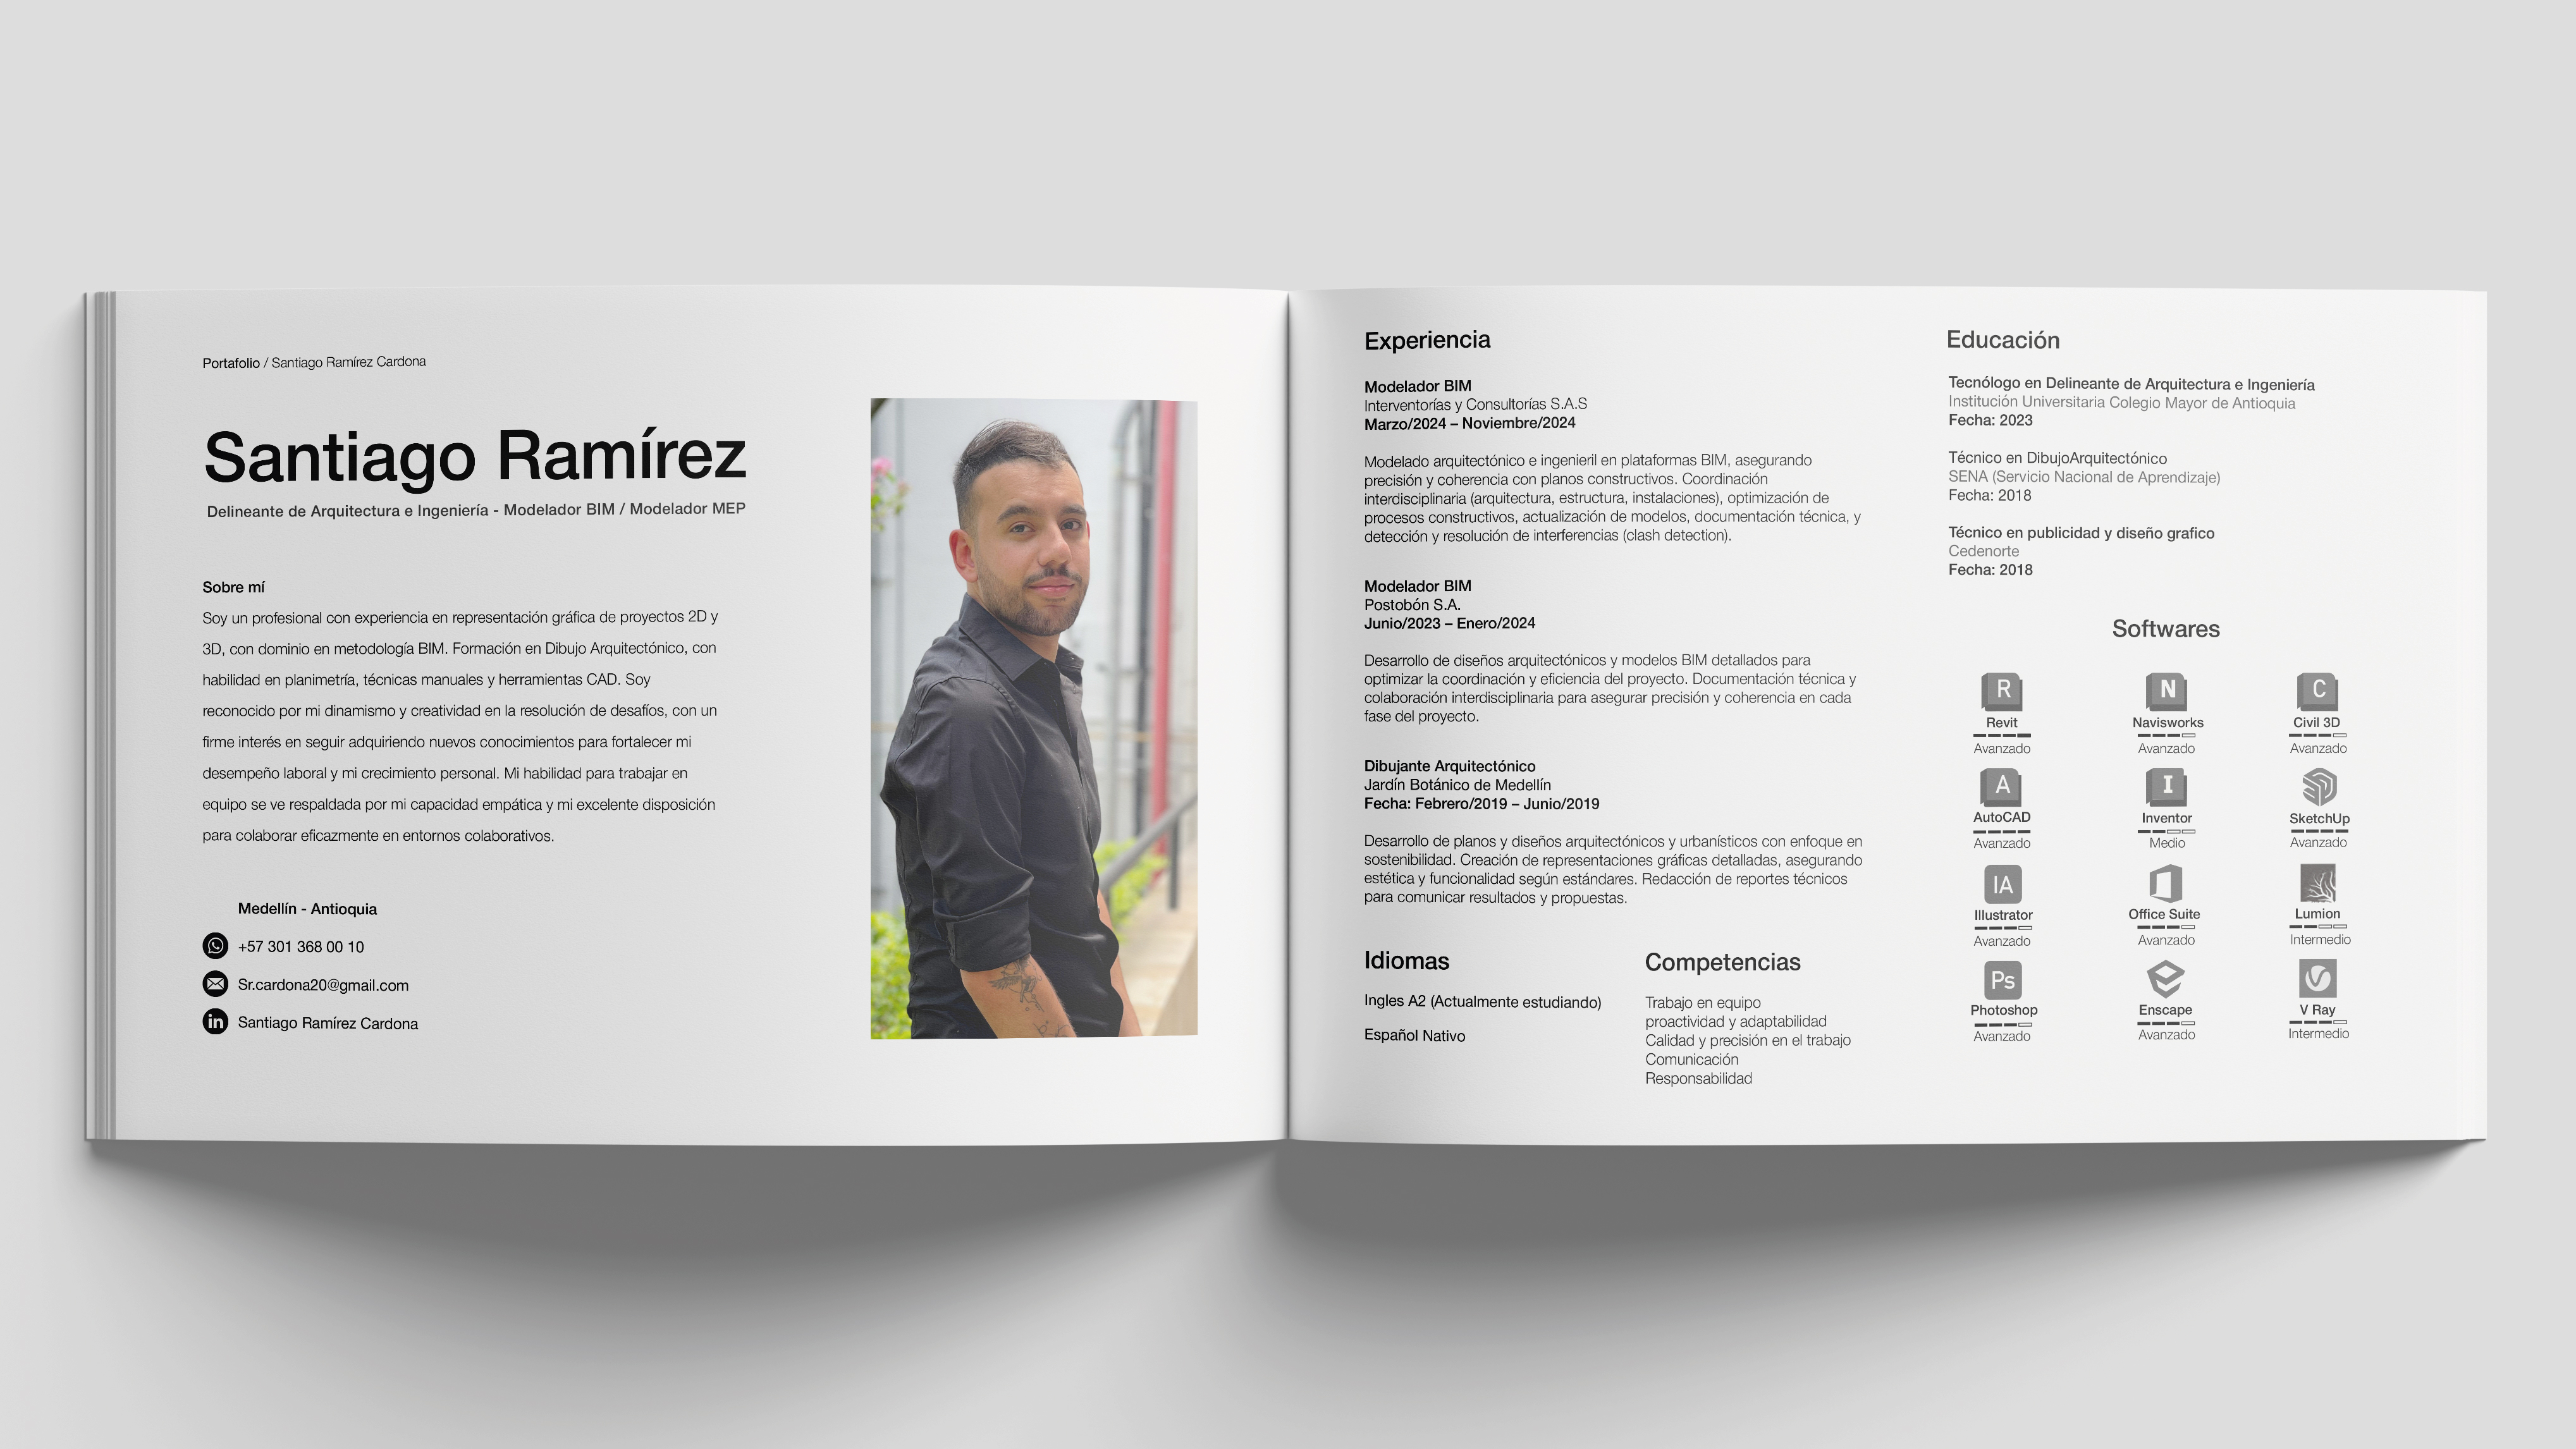 Portafolio / Santiago Ramírez Cardona
Santiago Ramírez
Delineante de Arquitectura e Ingeniería - Modelador BIM / Modelador MEP
Sobre mí
Soy un profesional con experiencia en representación gráfica de proyectos 2D y
3D, con dominio en metodología BIM. Formación en Dibujo Arquitectónico, con
habilidad en planimetría, técnicas manuales y herramientas CAD. Soy
reconocido por mi dinamismo y creatividad en la resolución de desafíos, con un
firme interés en seguir adquiriendo nuevos conocimientos para fortalecer mi
desempeño laboral y mi crecimiento personal. Mi habilidad para trabajar en
equipo se ve respaldada por mi capacidad empática y mi excelente disposición
para colaborar eficazmente en entornos colaborativos.
Medellín - Antioquia
+57 301 368 00 10
Sr.cardona20@gmail.com
in Santiago Ramírez Cardona
Experiencia
Modelador BIM
Interventorías y Consultorías S.A.S
Marzo/2024 – Noviembre/2024
Modelado arquitectónico e ingenieril en plataformas BIM, asegurando
precisión y coherencia con planos constructivos. Coordinación
interdisciplinaria (arquitectura, estructura, instalaciones), optimización de
procesos constructivos, actualización de modelos, documentación técnica, y
detección y resolución de interferencias (clash detection).
Modelador BIM
Postobón S.A.
Junio/2023 – Enero/2024
Desarrollo de diseños arquitectónicos y modelos BIM detallados para
optimizar la coordinación y eficiencia del proyecto. Documentación técnica y
colaboración interdisciplinaria para asegurar precisión y coherencia en cada
fase del proyecto.
Dibujante Arquitectónico
Jardín Botánico de Medellín
Fecha: Febrero/2019 – Junio/2019
Desarrollo de planos y diseños arquitectónicos y urbanísticos con enfoque en
sostenibilidad. Creación de representaciones gráficas detalladas, asegurando
estética y funcionalidad según estándares. Redacción de reportes técnicos
para comunicar resultados y propuestas.
Idiomas
Ingles A2 (Actualmente estudiando)
Español Nativo
Competencias
Trabajo en equipo
proactividad y adaptabilidad
Calidad y precisión en el trabajo
Comunicación
Responsabilidad
Educación
Tecnólogo en Delineante de Arquitectura e Ingeniería
Institución Universitaria Colegio Mayor de Antioquia
Fecha: 2023
Técnico en DibujoArquitectónico
SENA (Servicio Nacional de Aprendizaje)
Fecha: 2018
Técnico en publicidad y diseño grafico
Cedenorte
Fecha: 2018
Softwares
R N C
Revit Navisworks Civil 3D
Avanzado Avanzado Avanzado
A I
AutoCAD Inventor SketchUp
Avanzado Medio Avanzado
IA
Illustrator Office Suite Lumion
Avanzado Avanzado Intermedio
Ps
Photoshop Enscape V Ray
Avanzado Avanzado Intermedio